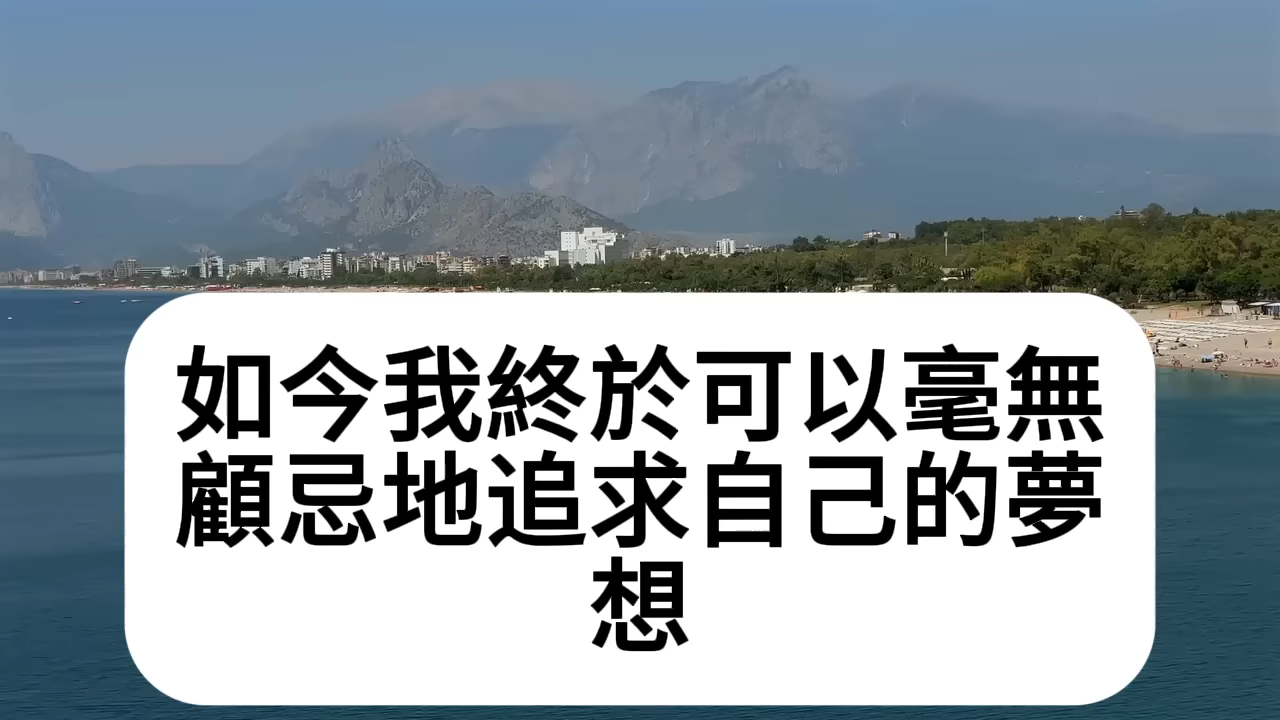 如今我終於可以毫無
顧忌地追求自己的夢
想